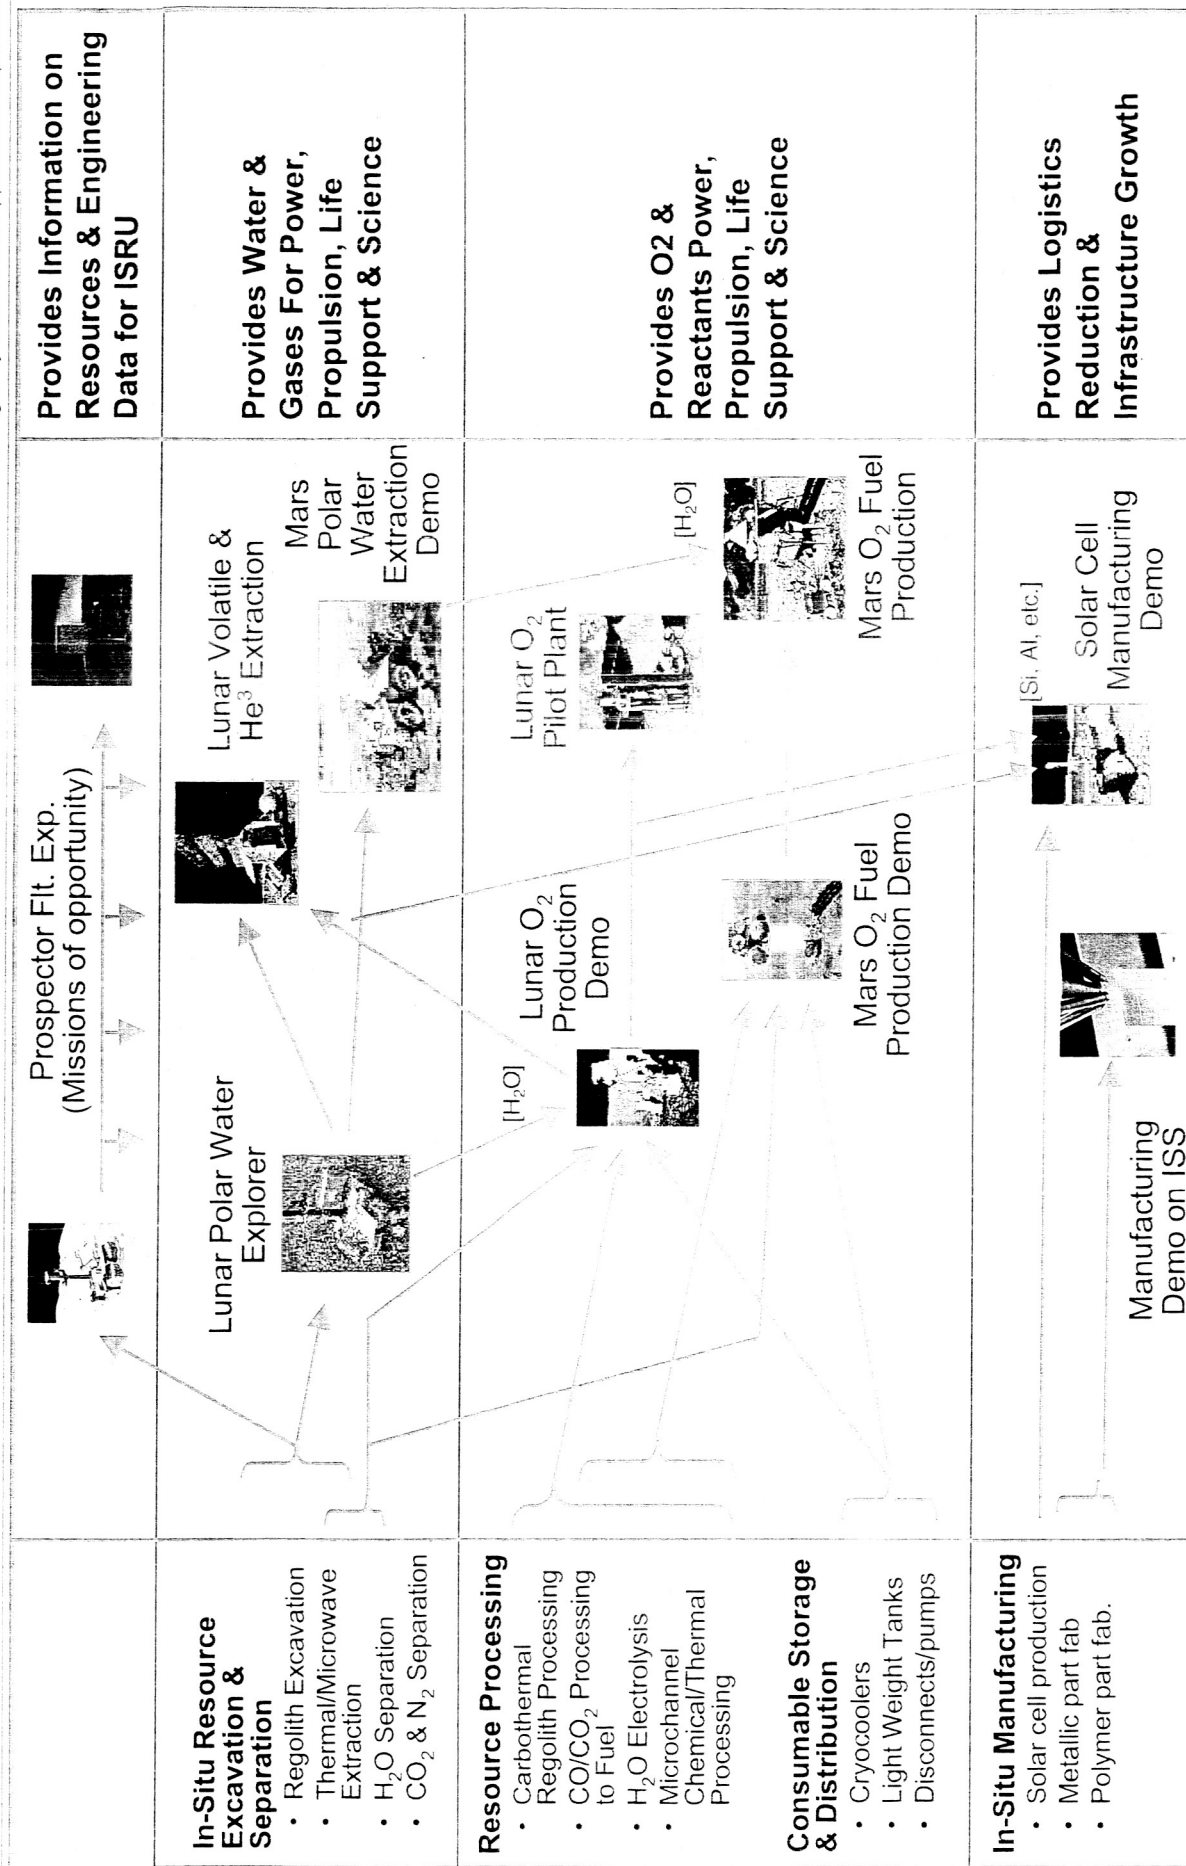 Prospector Flt. Exp.
(Missions of opportunity)
Provides Information on
Resources & Engineering
Data for ISRU
In-Situ Resource
Excavation &
Separation
• Regolith Excavation
• Thermal/Microwave
Extraction
• H₂O Separation
• CO₂ & N₂ Separation
Lunar Polar Water
Explorer
Lunar Volatile &
He³ Extraction
Mars
Polar
Water
Extraction
Demo
Provides Water &
Gases For Power,
Propulsion, Life
Support & Science
Resource Processing
• Carbothermal
Regolith Processing
• CO/CO₂ Processing
to Fuel
• H₂O Electrolysis
• Microchannel
Chemical/Thermal
Processing
Consumable Storage
& Distribution
• Cryocoolers
• Light Weight Tanks
• Disconnects/pumps
[H₂O]
Lunar O₂
Production
Demo
Lunar O₂
Pilot Plant
[H₂O]
Mars O₂ Fuel
Production Demo
Mars O₂ Fuel
Production
Provides O2 &
Reactants Power,
Propulsion, Life
Support & Science
In-Situ Manufacturing
• Solar cell production
• Metallic part fab
• Polymer part fab.
Manufacturing
Demo on ISS
[Si, Al, etc.]
Solar Cell
Manufacturing
Demo
Provides Logistics
Reduction &
Infrastructure Growth